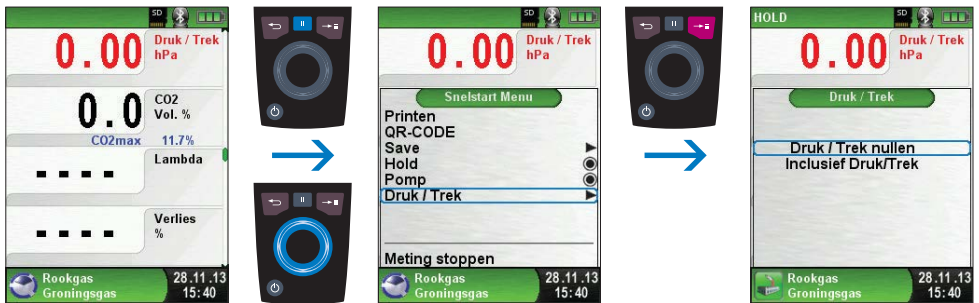 SD
0.00 Druk / Trek
hPa
0.0 CO2
Vol. %
CO2max 11.7%
---- Lambda
---- Verlies
%
Rookgas 28.11.13
Groningsgas 15:40
SD
0.00 Druk / Trek
hPa
Snelstart Menu
Printen
QR-CODE
Save
Hold
Pomp
Druk / Trek
Meting stoppen
Rookgas 28.11.13
Groningsgas 15:40
HOLD SD
0.00 Druk / Trek
hPa
Druk / Trek
Druk / Trek nullen
Inclusief Druk/Trek
Rookgas 28.11.13
Groningsgas 15:40